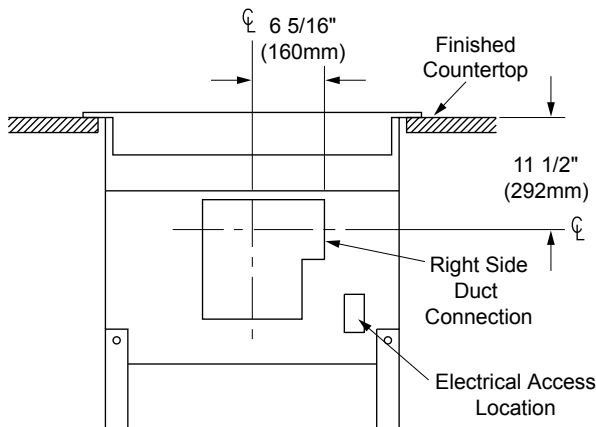 ℄ 6 5/16"
(160mm)
Finished
Countertop
11 1/2"
(292mm)
℄
Right Side
Duct
Connection
Electrical Access
Location